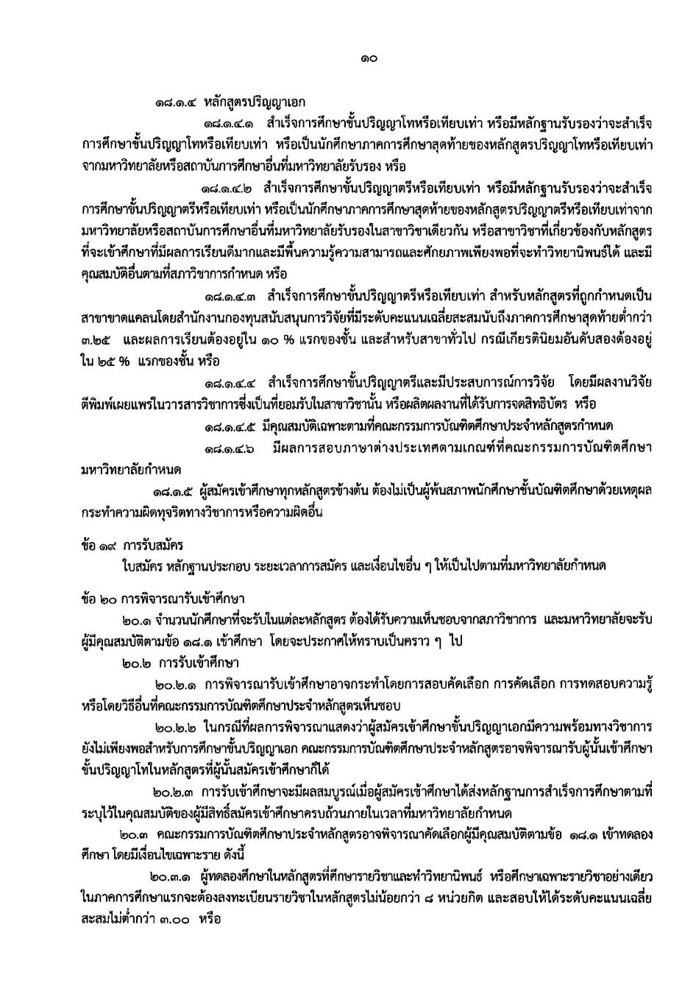 ๑๐
๑๘.๑.๔ หลักสูตรปริญญาเอก
๑๘.๑.๔.๑ สำเร็จการศึกษาขั้นปริญญาโทหรือเทียบเท่า หรือมีหลักฐานรับรองว่าจะสำเร็จ
การศึกษาขั้นปริญญาโทหรือเทียบเท่า หรือเป็นนักศึกษาภาคการศึกษาสุดท้ายของหลักสูตรปริญญาโทหรือเทียบเท่า
จากมหาวิทยาลัยหรือสถาบันการศึกษาอื่นที่มหาวิทยาลัยรับรอง หรือ
๑๘.๑.๔.๒ สำเร็จการศึกษาขั้นปริญญาตรีหรือเทียบเท่า หรือมีหลักฐานรับรองว่าจะสำเร็จ
การศึกษาขั้นปริญญาตรีหรือเทียบเท่า หรือเป็นนักศึกษาภาคการศึกษาสุดท้ายของหลักสูตรปริญญาตรีหรือเทียบเท่าจาก
มหาวิทยาลัยหรือสถาบันการศึกษาอื่นที่มหาวิทยาลัยรับรองในสาขาวิชาเดียวกัน หรือสาขาวิชาที่เกี่ยวข้องกับหลักสูตร
ที่จะเข้าศึกษาที่มีผลการเรียนดีมากและมีพื้นความรู้ความสามารถและศักยภาพเพียงพอที่จะทำวิทยานิพนธ์ได้ และมี
คุณสมบัติอื่นตามที่สภาวิชาการกำหนด หรือ
๑๘.๑.๔.๓ สำเร็จการศึกษาขั้นปริญญาตรีหรือเทียบเท่า สำหรับหลักสูตรที่ถูกกำหนดเป็น
สาขาขาดแคลนโดยสำนักงานกองทุนสนับสนุนการวิจัยที่มีระดับคะแนนเฉลี่ยสะสมนับถึงภาคการศึกษาสุดท้ายต่ำกว่า
๓.๒๕ และผลการเรียนต้องอยู่ใน ๑๐ % แรกของชั้น และสำหรับสาขาทั่วไป กรณีเกียรตินิยมอันดับสองต้องอยู่
ใน ๒๕ % แรกของชั้น หรือ
๑๘.๑.๔.๔ สำเร็จการศึกษาขั้นปริญญาตรีและมีประสบการณ์การวิจัย โดยมีผลงานวิจัย
ตีพิมพ์เผยแพร่ในวารสารวิชาการซึ่งเป็นที่ยอมรับในสาขาวิชานั้น หรือผลิตผลงานที่ได้รับการจดสิทธิบัตร หรือ
๑๘.๑.๔.๕ มีคุณสมบัติเฉพาะตามที่คณะกรรมการบัณฑิตศึกษาประจำหลักสูตรกำหนด
๑๘.๑.๔.๖ มีผลการสอบภาษาต่างประเทศตามเกณฑ์ที่คณะกรรมการบัณฑิตศึกษา
มหาวิทยาลัยกำหนด
๑๘.๑.๕ ผู้สมัครเข้าศึกษาทุกหลักสูตรข้างต้น ต้องไม่เป็นผู้พ้นสภาพนักศึกษาขั้นบัณฑิตศึกษาด้วยเหตุผล
กระทำความผิดทุจริตทางวิชาการหรือความผิดอื่น
ข้อ ๑๙ การรับสมัคร
ใบสมัคร หลักฐานประกอบ ระยะเวลาการสมัคร และเงื่อนไขอื่น ๆ ให้เป็นไปตามที่มหาวิทยาลัยกำหนด
ข้อ ๒๐ การพิจารณารับเข้าศึกษา
๒๐.๑ จำนวนนักศึกษาที่จะรับในแต่ละหลักสูตร ต้องได้รับความเห็นชอบจากสภาวิชาการ และมหาวิทยาลัยจะรับ
ผู้มีคุณสมบัติตามข้อ ๑๘.๑ เข้าศึกษา โดยจะประกาศให้ทราบเป็นคราว ๆ ไป
๒๐.๒ การรับเข้าศึกษา
๒๐.๒.๑ การพิจารณารับเข้าศึกษาอาจกระทำโดยการสอบคัดเลือก การคัดเลือก การทดสอบความรู้
หรือโดยวิธีอื่นที่คณะกรรมการบัณฑิตศึกษาประจำหลักสูตรเห็นชอบ
๒๐.๒.๒ ในกรณีที่ผลการพิจารณาแสดงว่าผู้สมัครเข้าศึกษาขั้นปริญญาเอกมีความพร้อมทางวิชาการ
ยังไม่เพียงพอสำหรับการศึกษาขั้นปริญญาเอก คณะกรรมการบัณฑิตศึกษาประจำหลักสูตรอาจพิจารณารับผู้นั้นเข้าศึกษา
ขั้นปริญญาโทในหลักสูตรที่ผู้นั้นสมัครเข้าศึกษาก็ได้
๒๐.๒.๓ การรับเข้าศึกษาจะมีผลสมบูรณ์เมื่อผู้สมัครเข้าศึกษาได้ส่งหลักฐานการสำเร็จการศึกษาตามที่
ระบุไว้ในคุณสมบัติของผู้มีสิทธิ์สมัครเข้าศึกษาครบถ้วนภายในเวลาที่มหาวิทยาลัยกำหนด
๒๐.๓ คณะกรรมการบัณฑิตศึกษาประจำหลักสูตรอาจพิจารณาคัดเลือกผู้มีคุณสมบัติตามข้อ ๑๘.๑ เข้าทดลอง
ศึกษา โดยมีเงื่อนไขเฉพาะราย ดังนี้
๒๐.๓.๑ ผู้ทดลองศึกษาในหลักสูตรที่ศึกษารายวิชาและทำวิทยานิพนธ์ หรือศึกษาเฉพาะรายวิชาอย่างเดียว
ในภาคการศึกษาแรกจะต้องลงทะเบียนรายวิชาในหลักสูตรไม่น้อยกว่า ๘ หน่วยกิต และสอบให้ได้ระดับคะแนนเฉลี่ย
สะสมไม่ต่ำกว่า ๓.๐๐ หรือ